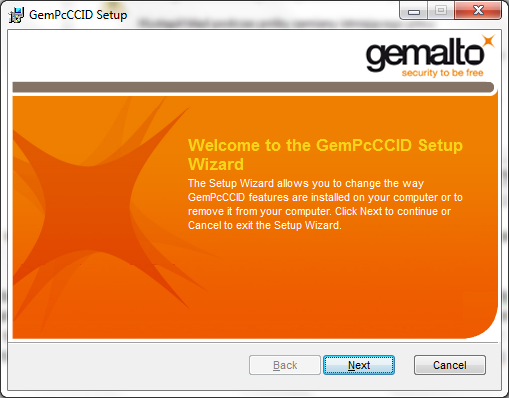 GemPcCCID Setup
gemalto
security to be free
Welcome to the GemPcCCID Setup
Wizard
The Setup Wizard allows you to change the way
GemPcCCID features are installed on your computer or to
remove it from your computer. Click Next to continue or
Cancel to exit the Setup Wizard.
Back
Next
Cancel